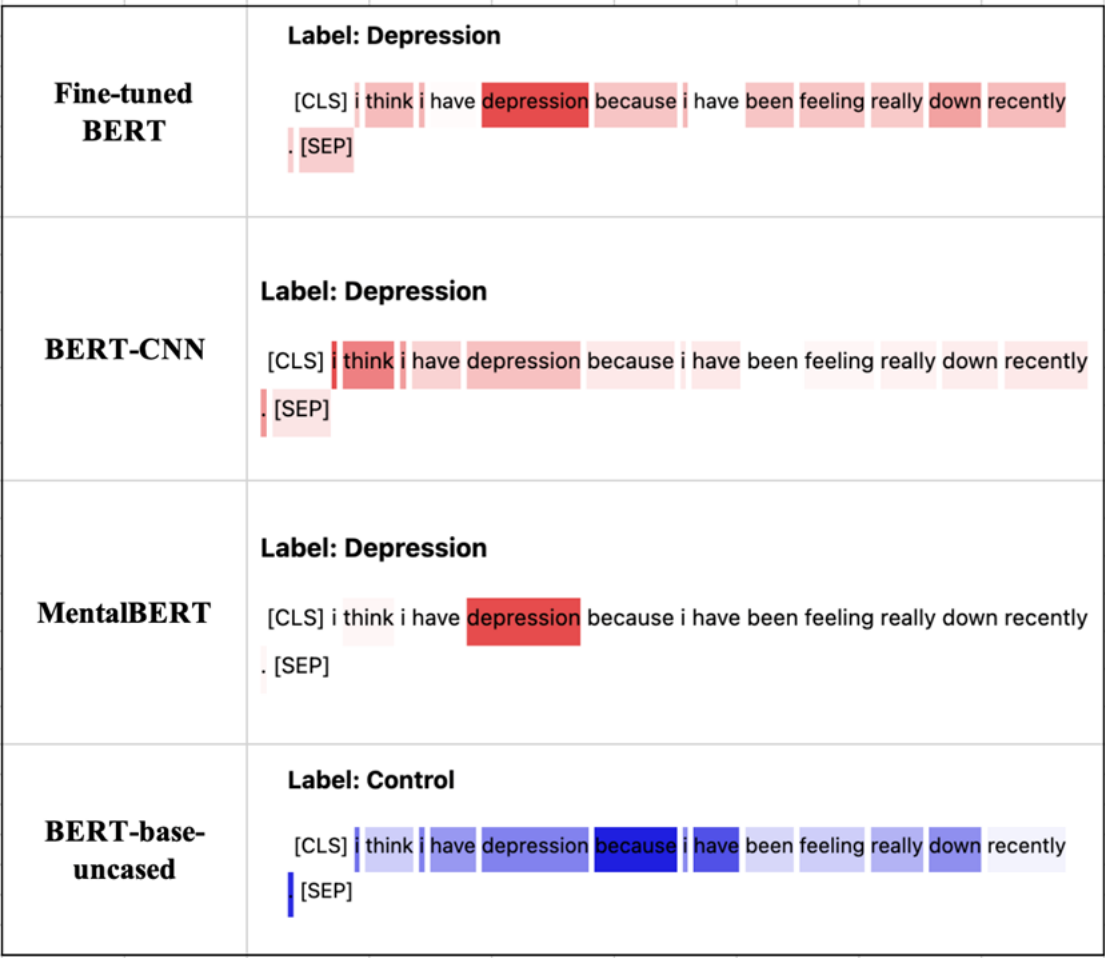 Fine-tuned
BERT
Label: Depression
[CLS] i think i have depression because i have been feeling really down recently
. [SEP]
BERT-CNN
Label: Depression
[CLS] i think i have depression because i have been feeling really down recently
. [SEP]
MentalBERT
Label: Depression
[CLS] i think i have depression because i have been feeling really down recently
. [SEP]
BERT-base-
uncased
Label: Control
[CLS] i think i have depression because i have been feeling really down recently
. [SEP]